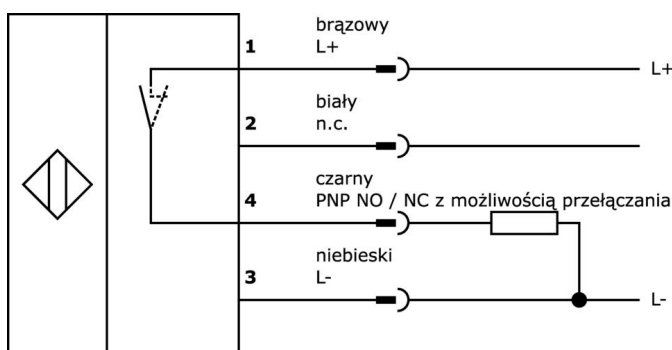 brązowy
1 L+
L+
biały
2 n.c.
czarny
4 PNP NO / NC z możliwością przełączania
niebieski
3 L-
L-